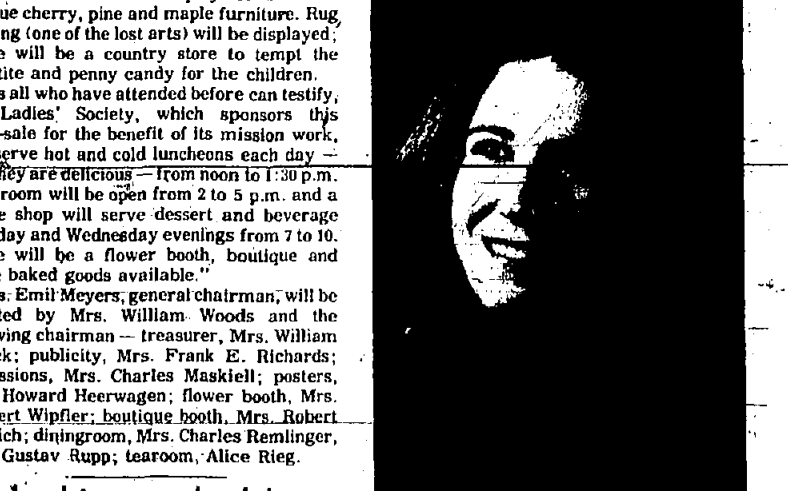 ue cherry, pine and maple furniture. Rug
ng (one of the lost arts) will be displayed;
e will be a country store to tempt the
tite and penny candy for the children.
s all who have attended before can testify,
Ladies' Society, which sponsors this
-sale for the benefit of its mission work,
erve hot and cold luncheons each day —
hey are delicious — from noon to 1:30 p.m.
room will be open from 2 to 5 p.m. and a
e shop will serve dessert and beverage
day and Wednesday evenings from 7 to 10.
e will be a flower booth, boutique and
e baked goods available."
s. Emil Meyers, general chairman, will be
ted by Mrs. William Woods and the
wing chairman — treasurer, Mrs. William
k; publicity, Mrs. Frank E. Richards;
ssions, Mrs. Charles Maskiell; posters,
Howard Heerwagen; flower booth, Mrs.
ert Wipfler; boutique booth, Mrs. Robert
ich; diningroom, Mrs. Charles Remlinger,
Gustav Rupp; tearoom, Alice Rieg.